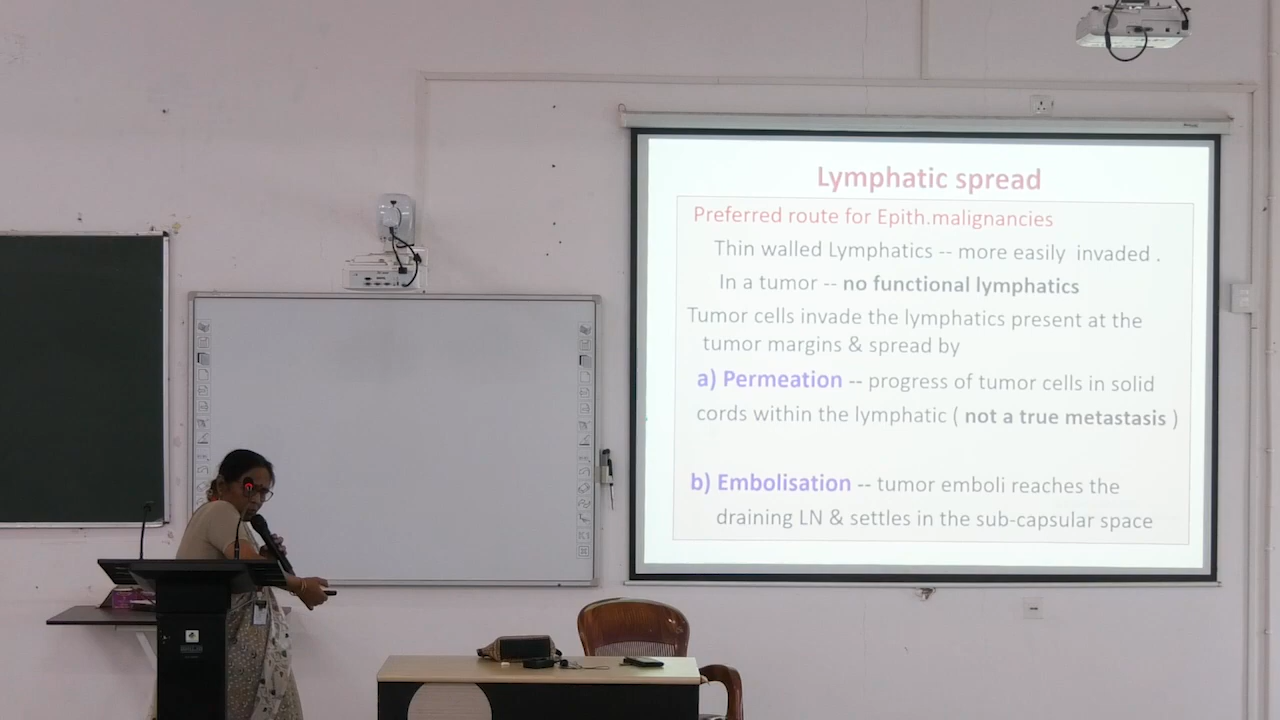 Lymphatic spread
Preferred route for Epith.malignancies
Thin walled Lymphatics -- more easily invaded .
In a tumor -- no functional lymphatics
Tumor cells invade the lymphatics present at the
tumor margins & spread by
a) Permeation -- progress of tumor cells in solid
cords within the lymphatic ( not a true metastasis )
b) Embolisation -- tumor emboli reaches the
draining LN & settles in the sub-capsular space